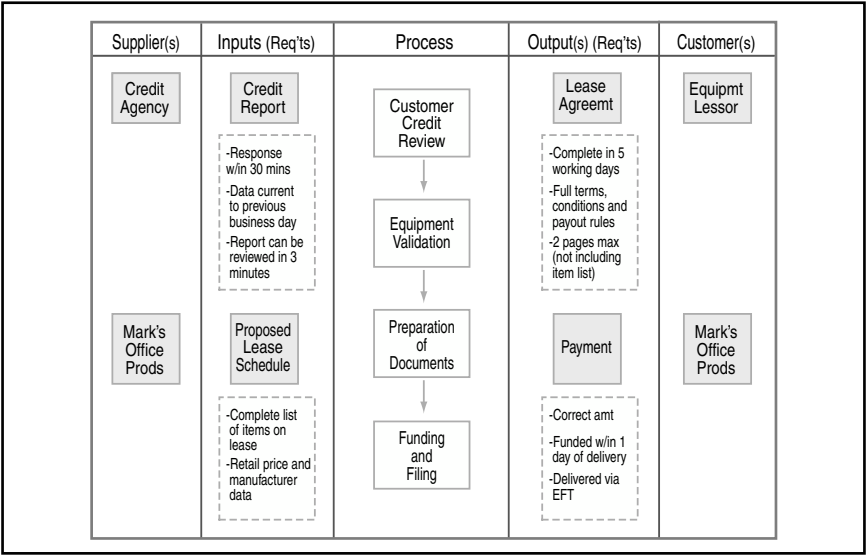 Supplier(s)
Inputs (Req'ts)
Process
Output(s) (Req'ts)
Customer(s)
Credit
Agency
Mark's
Office
Prods
Credit
Report
-Response
w/in 30 mins
-Data current
to previous
business day
-Report can be
reviewed in 3
minutes
Proposed
Lease
Schedule
-Complete list
of items on
lease
-Retail price and
manufacturer
data
Customer
Credit
Review
Equipment
Validation
Preparation
of
Documents
Funding
and
Filing
Lease
Agreemt
-Complete in 5
working days
-Full terms,
conditions and
payout rules
-2 pages max
(not including
item list)
Payment
-Correct amt
-Funded w/in 1
day of delivery
-Delivered via
EFT
Equipmt
Lessor
Mark's
Office
Prods